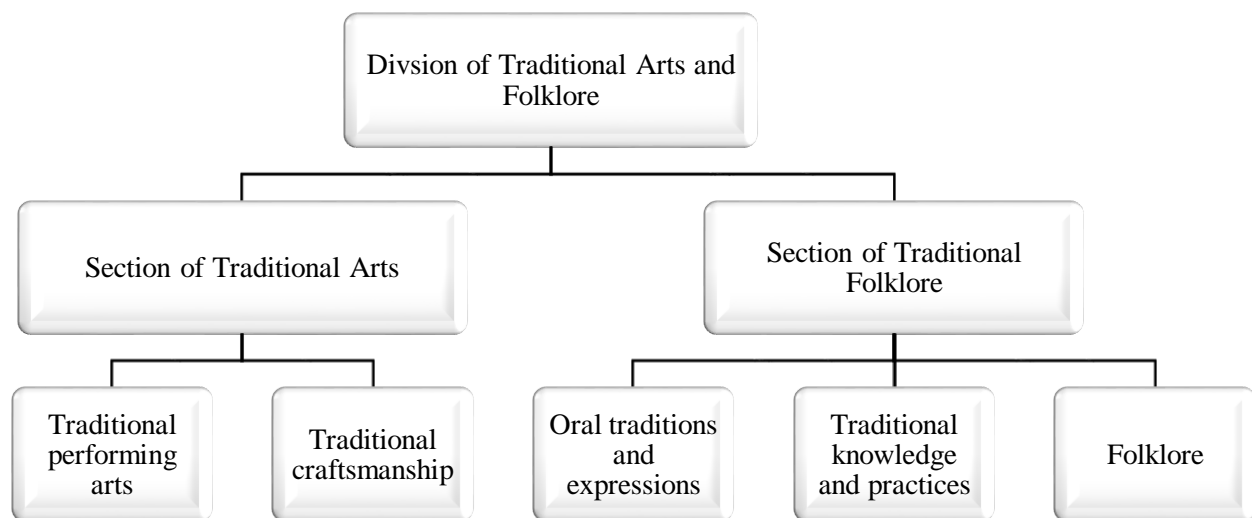 Divsion of Traditional Arts and
Folklore
Section of Traditional Arts
Section of Traditional
Folklore
Traditional
performing
arts
Traditional
craftsmanship
Oral traditions
and
expressions
Traditional
knowledge
and practices
Folklore